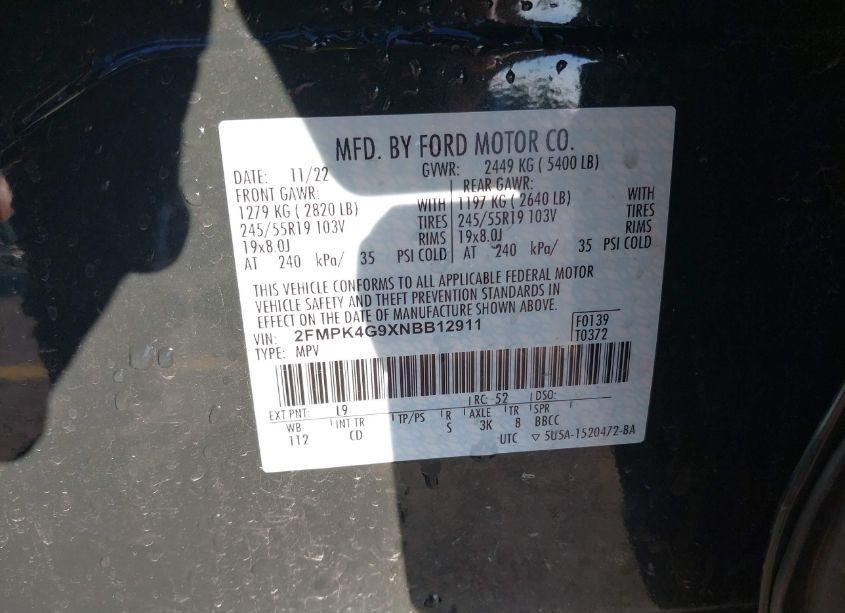 MFD. BY FORD MOTOR CO.
DATE: 11/22 GVWR: 2449 KG ( 5400 LB)
FRONT GAWR: REAR GAWR:
1279 KG ( 2820 LB) WITH 1197 KG ( 2640 LB) WITH
245/55R19 103V TIRES 245/55R19 103V TIRES
19x8.0J RIMS 19x8.0J RIMS
AT 240 kPa/ 35 PSI COLD AT 240 kPa/ 35 PSI COLD
THIS VEHICLE CONFORMS TO ALL APPLICABLE FEDERAL MOTOR
VEHICLE SAFETY AND THEFT PREVENTION STANDARDS IN
EFFECT ON THE DATE OF MANUFACTURE SHOWN ABOVE.
VIN: 2FMPK4G9XNBB12911 F0139
TYPE: MPV T0372
EXT PNT: L9 RC: 52 DSO:
WB INT TR TP/PS R AXLE TR SPR
112 CD S 3K 8 BBCC
UTC ▽ 5U5A-1520472-BA